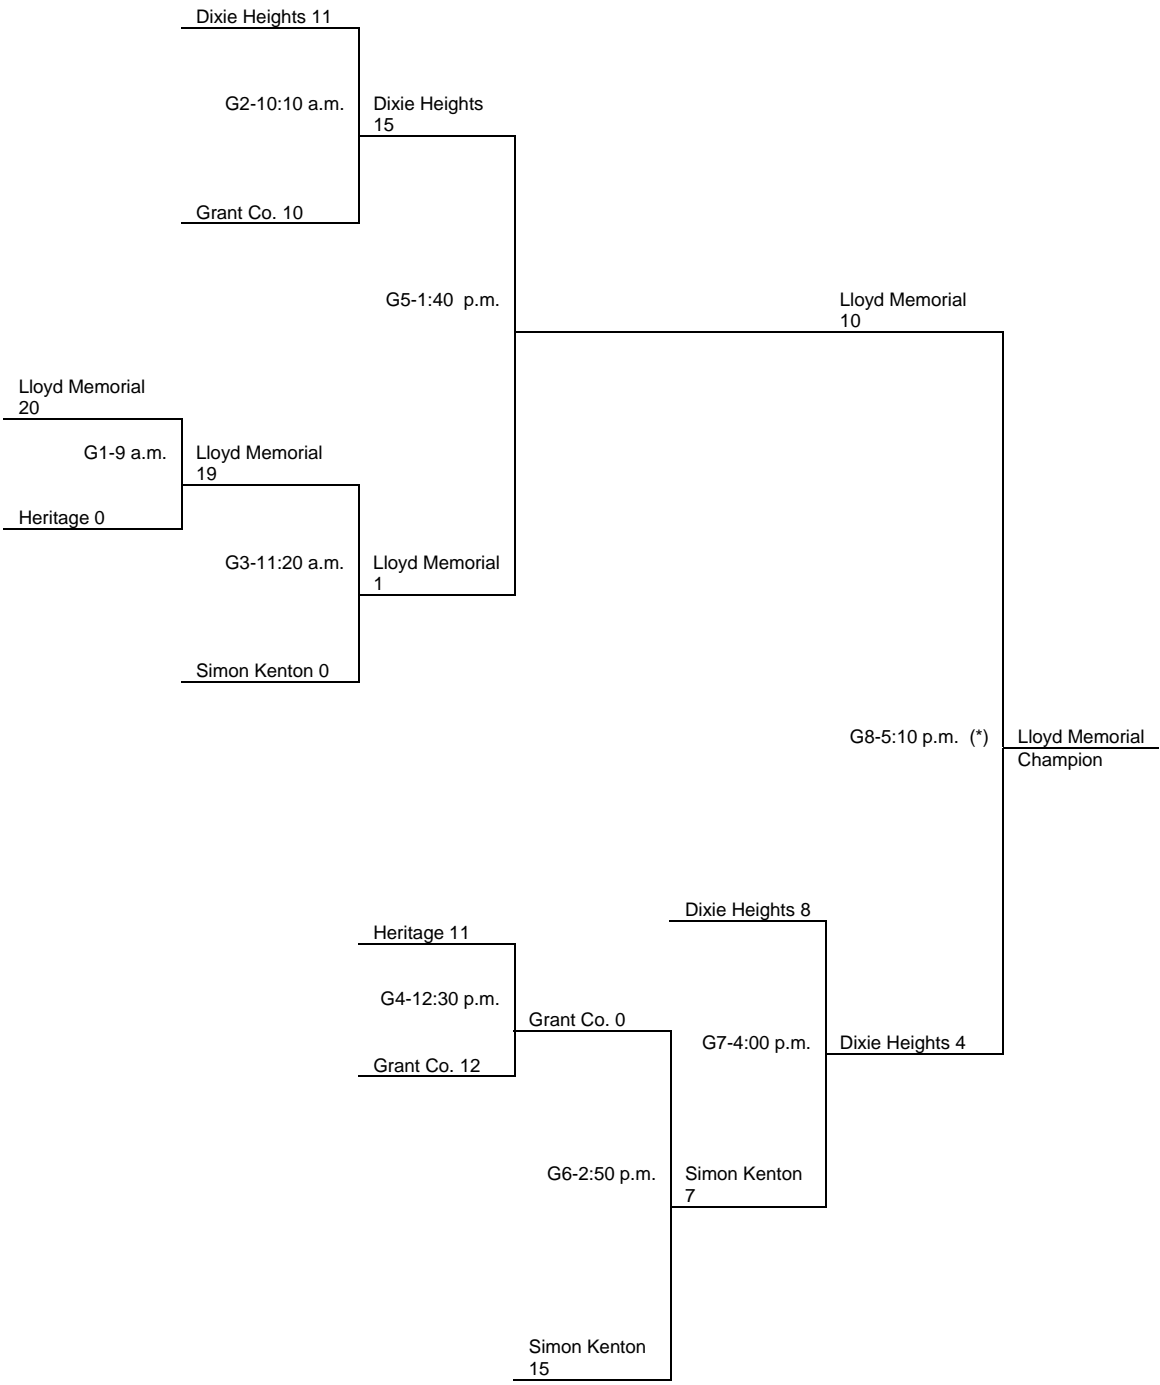 Dixie Heights 11
G2-10:10 a.m.
Dixie Heights
15
Grant Co. 10
G5-1:40  p.m.
Lloyd Memorial
10
Lloyd Memorial
20
G1-9 a.m.
Lloyd Memorial
19
Heritage 0
G3-11:20 a.m.
Lloyd Memorial
1
Simon Kenton 0
G8-5:10 p.m.  (*)
Lloyd Memorial
Champion
Dixie Heights 8
Heritage 11
G4-12:30 p.m.
Grant Co. 0
G7-4:00 p.m.
Dixie Heights 4
Grant Co. 12
G6-2:50 p.m.
Simon Kenton
7
Simon Kenton
15